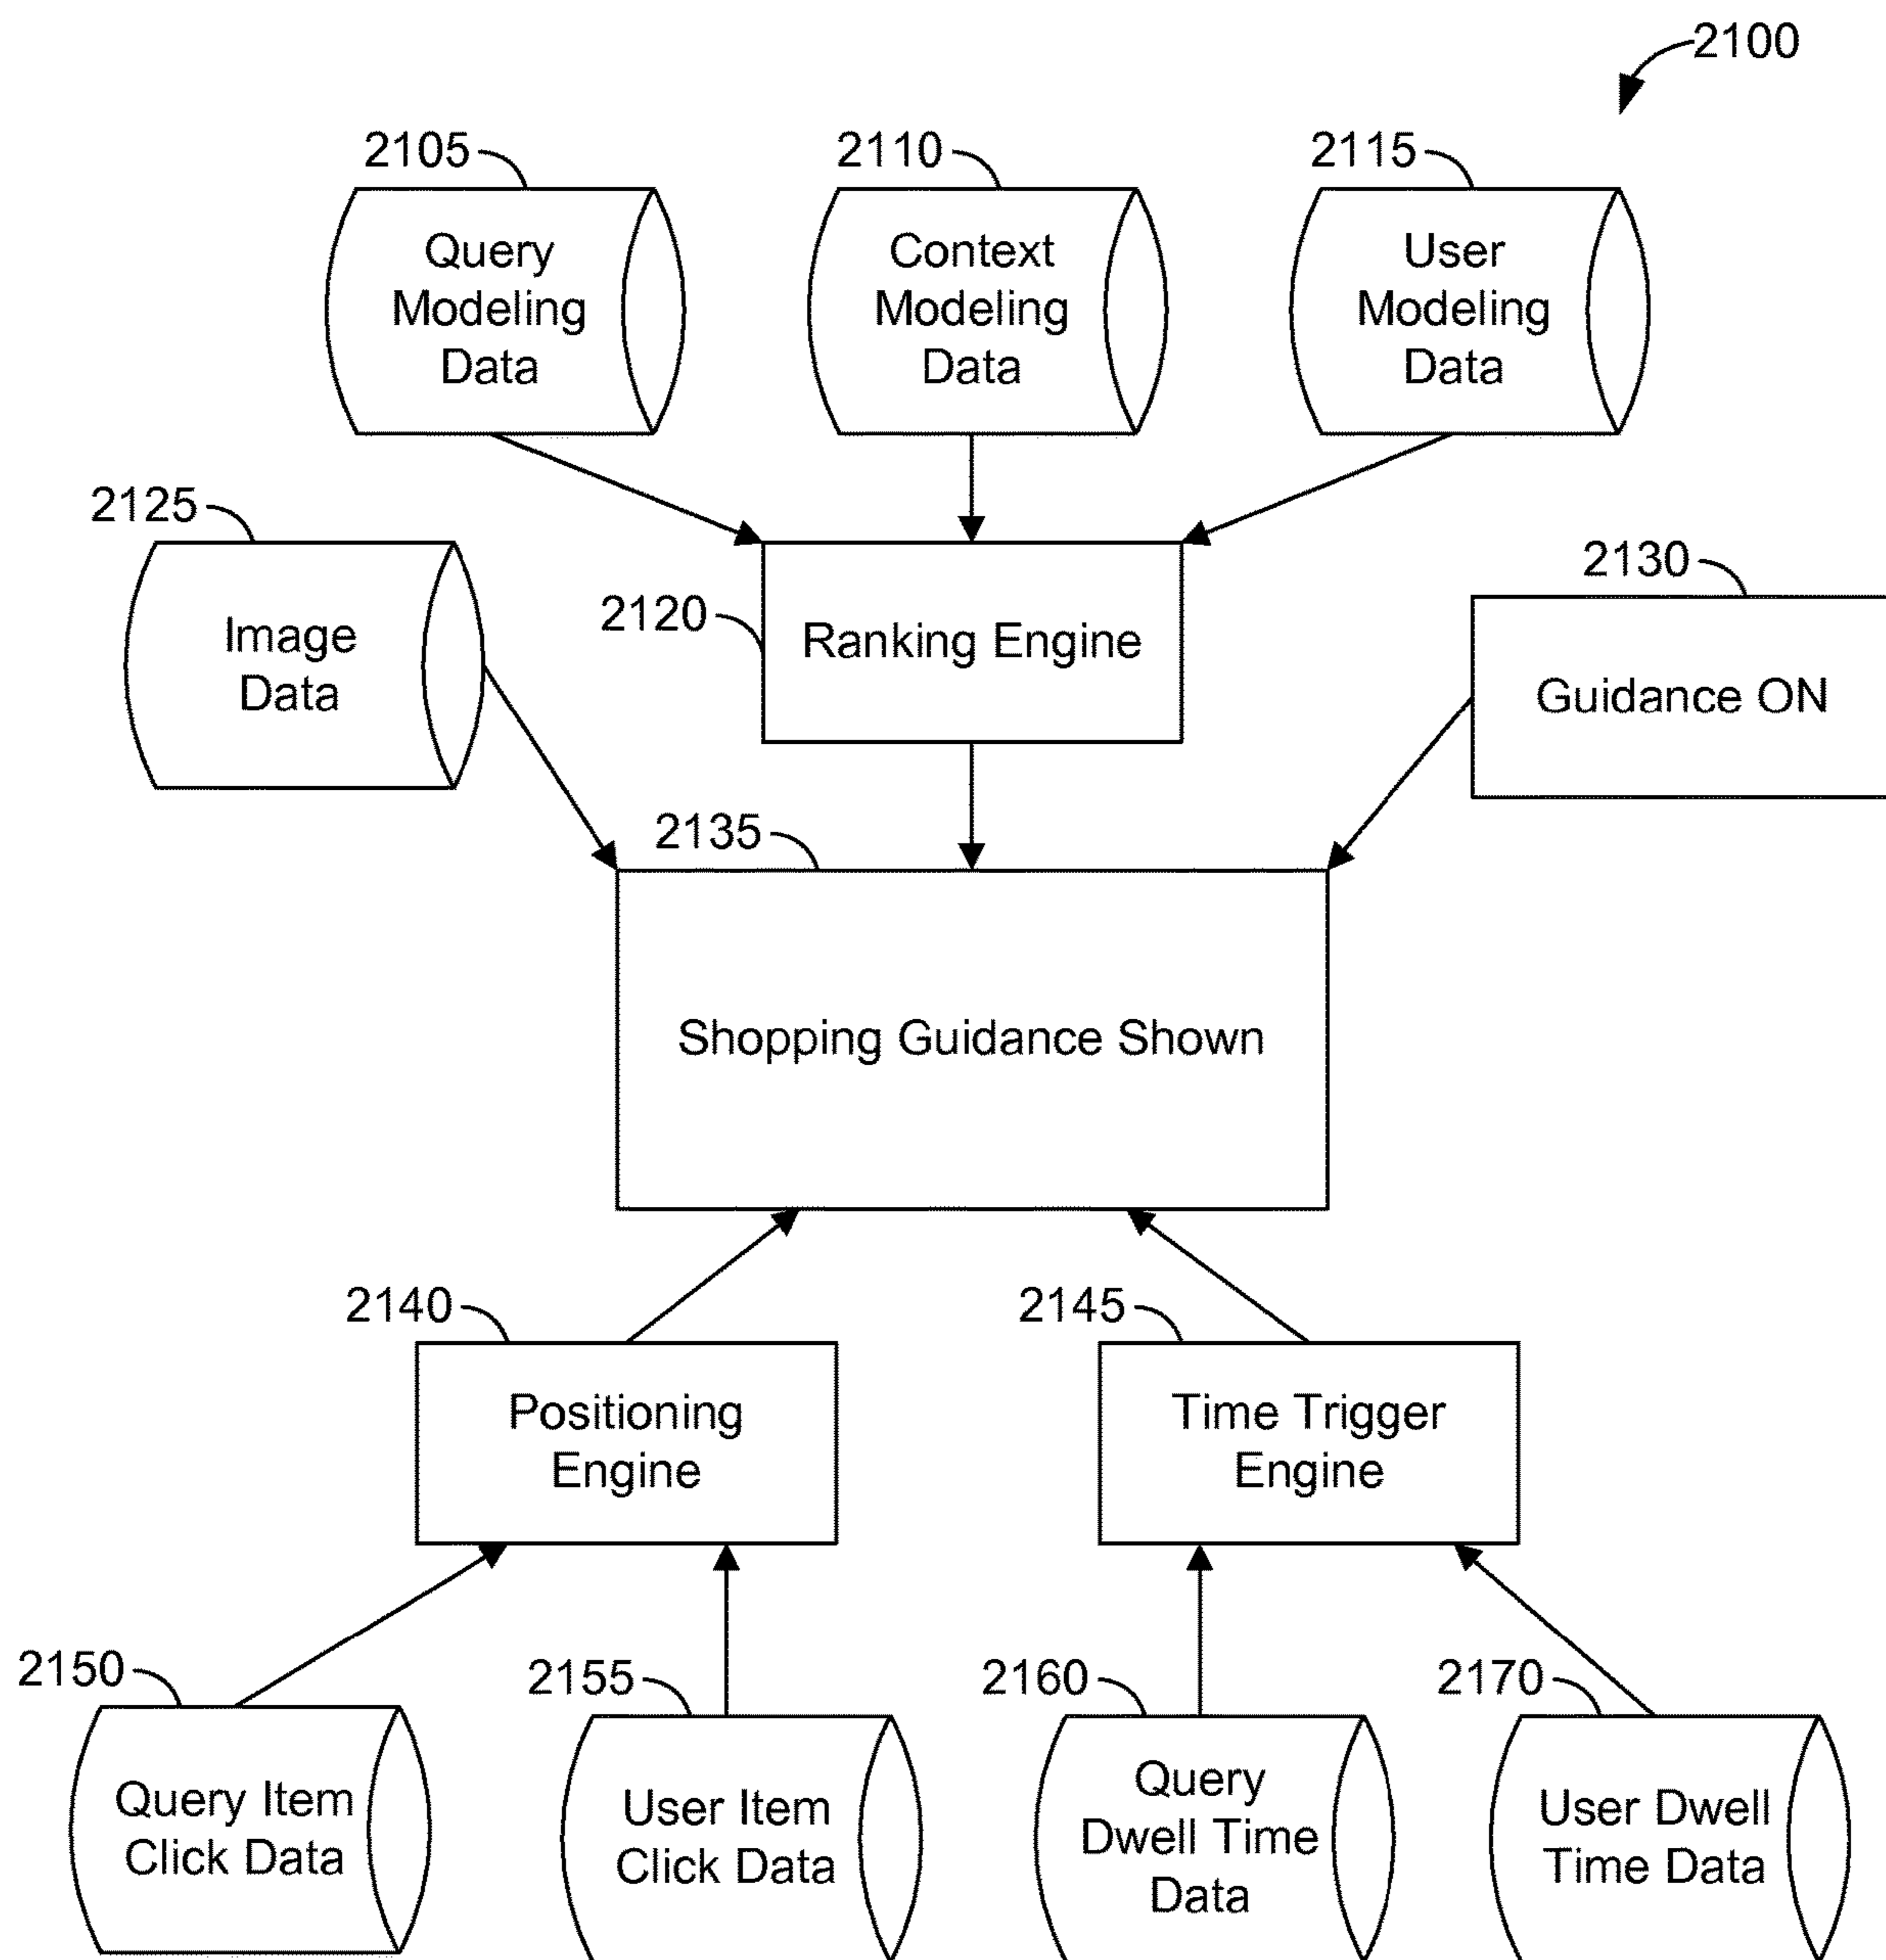 2100
2105
2110
2115
Query
Modeling
Data
Context
Modeling
Data
User
Modeling
Data
2125
Image
Data
2120
Ranking Engine
2130
Guidance ON
2135
Shopping Guidance Shown
2140
Positioning
Engine
2145
Time Trigger
Engine
2150
Query Item
Click Data
2155
User Item
Click Data
2160
Query
Dwell Time
Data
2170
User Dwell
Time Data